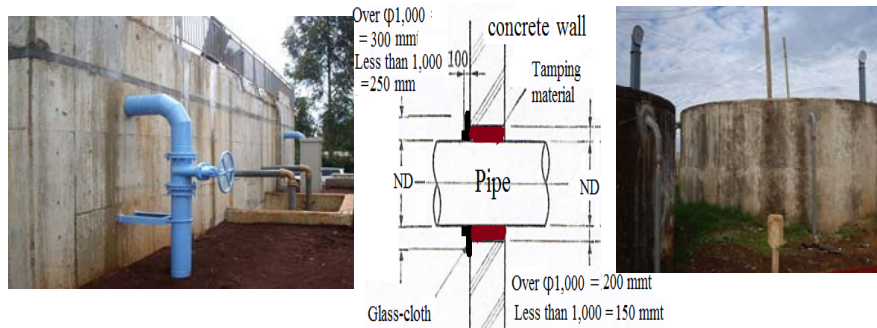 Over φ1,000 :
= 300 mm
Less than 1,000
=250 mm
100
concrete wall
Tamping
material
ND
Pipe
ND
Glass-cloth
Over φ1,000 = 200 mmt
Less than 1,000 =150 mmt